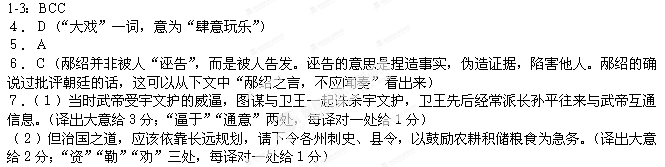 1-3：BCC
4．D（“大戏”一词，意为“肆意玩乐”）
5．A
6．C（邴绍并非被人“诬告”，而是被人告发。诬告的意思是捏造事实，伪造证据，陷害他人。邴绍的确
说过批评朝廷的话，这可以从下文中“邴绍之言，不应闻奏”看出来）
7．（1）当时武帝受宇文护的威逼，图谋与卫王一起诛杀宇文护，卫王先后经常派长孙平往来与武帝互通
信息。（译出大意给3分；“逼于”“通意”两处，每译对一处给1分）
（2）但治国之道，应该依靠长远规划，请下令各州刺史、县令，以鼓励农耕积储粮食为急务。（译出大意
给2分；“资”“勒”“劝”三处，每译对一处给1分）